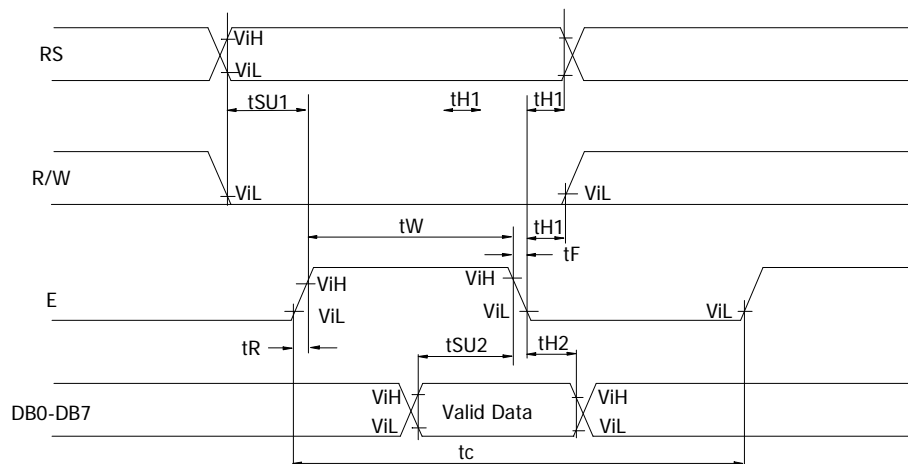 RS
ViH
ViL
tSU1
tH1
tH1
R/W
ViL
ViL
tW
tH1
tF
E
ViH
ViH
ViL
ViL
ViL
tR
tSU2
tH2
DB0-DB7
ViH
ViL
Valid Data
ViH
ViL
tc